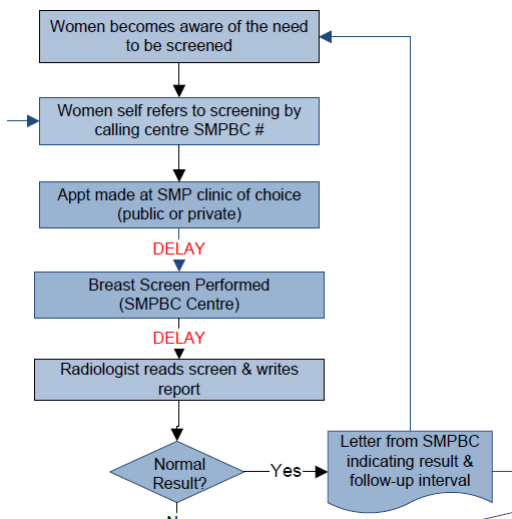 Women becomes aware of the need
to be screened
Women self refers to screening by
calling centre SMPBC #
Appt made at SMP clinic of choice
(public or private)
DELAY
Breast Screen Performed
(SMPBC Centre)
DELAY
Radiologist reads screen & writes
report
Normal
Result?
Yes
Letter from SMPBC
indicating result &
follow-up interval